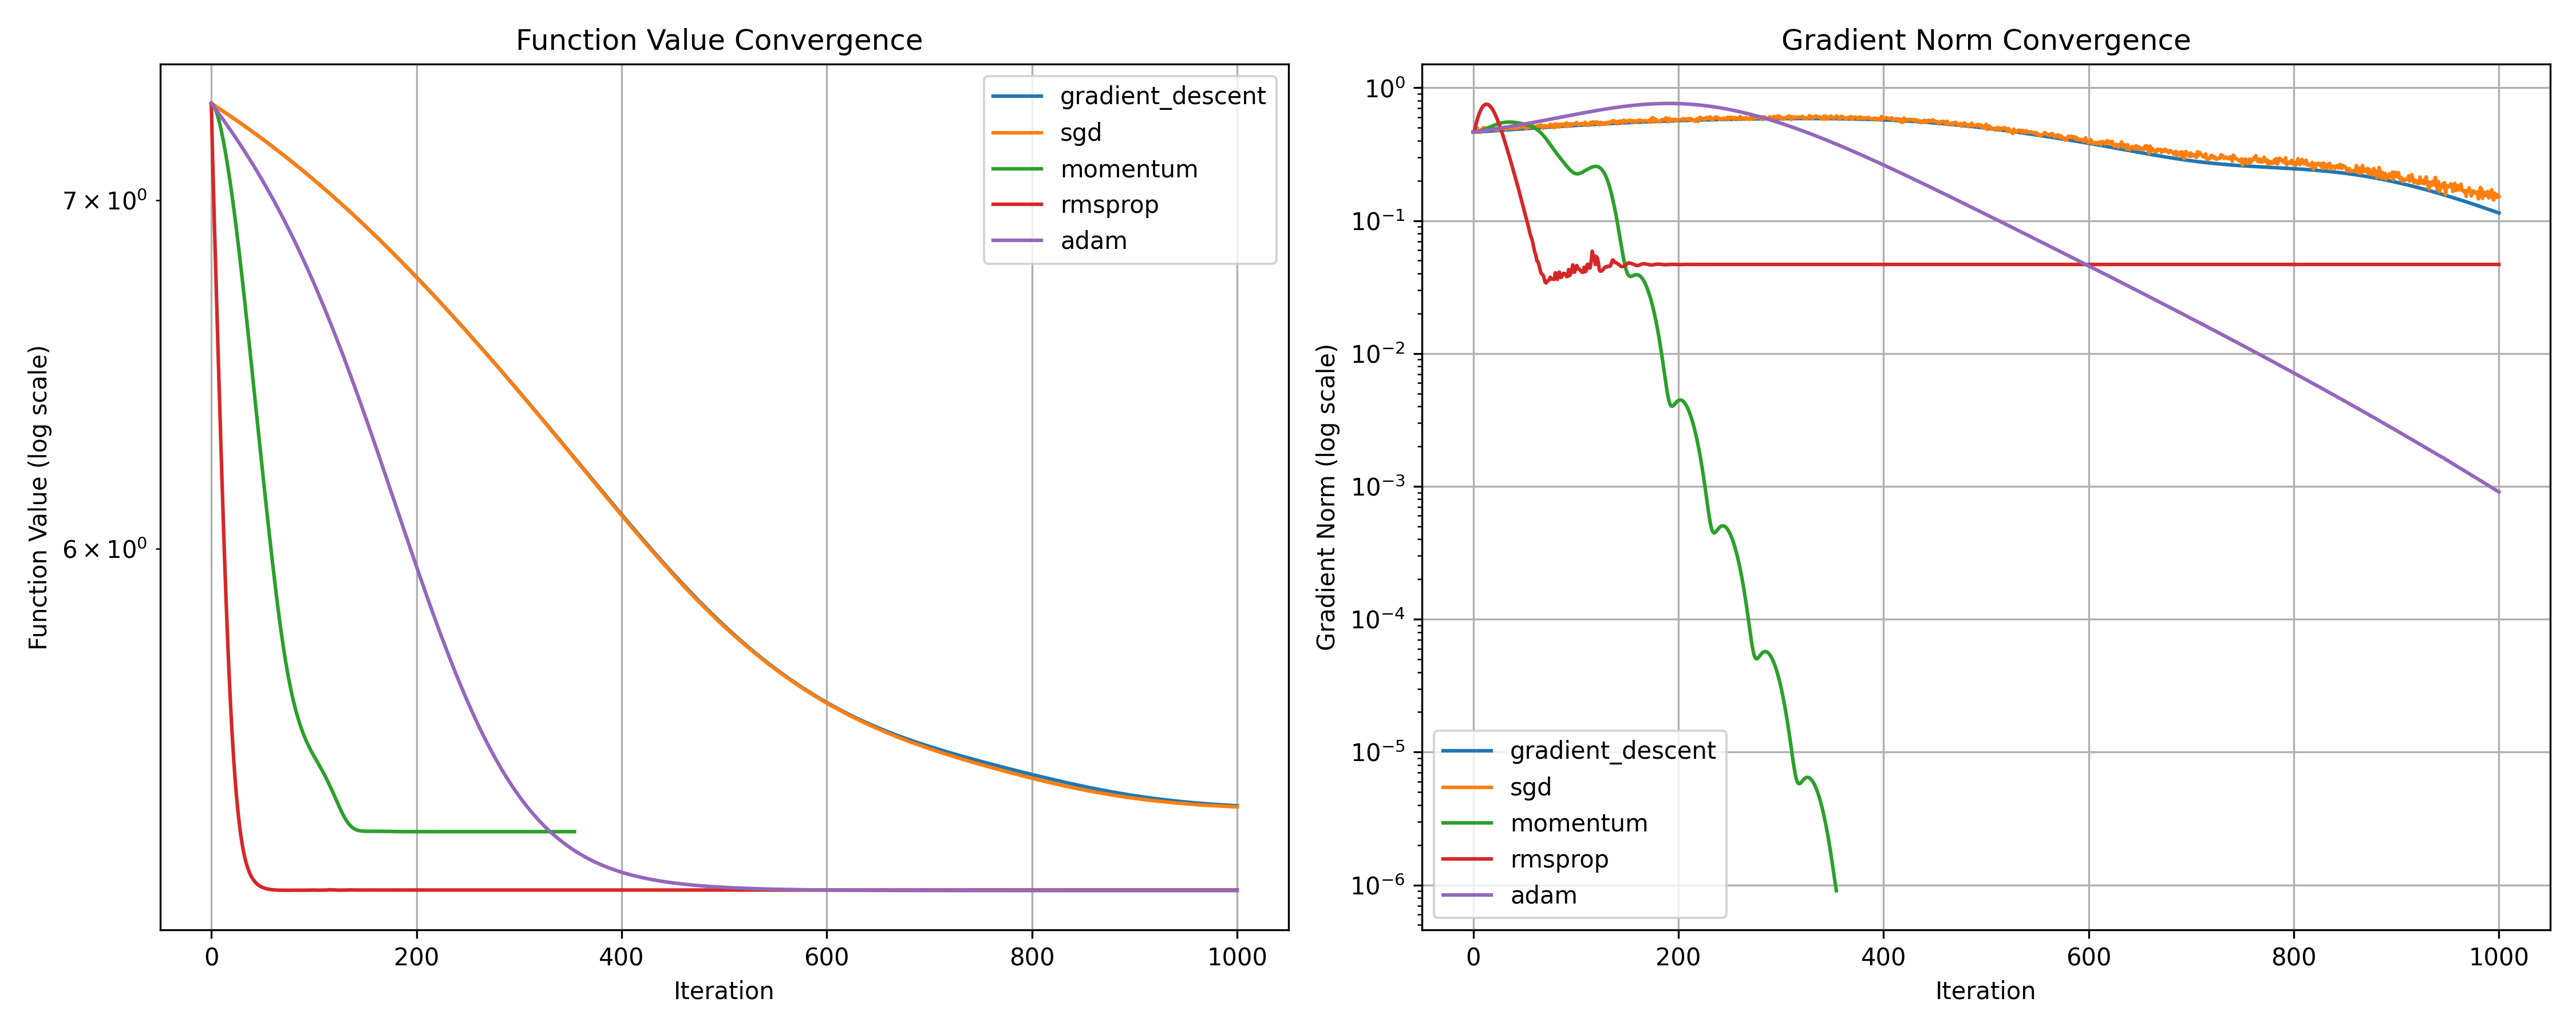 Function Value Convergence
Function Value (log scale)
7 × 10⁰
6 × 10⁰
gradient_descent
sgd
momentum
rmsprop
adam
0 200 400 600 800 1000
Iteration
Gradient Norm Convergence
Gradient Norm (log scale)
10⁰
10⁻¹
10⁻²
10⁻³
10⁻⁴
10⁻⁵
10⁻⁶
gradient_descent
sgd
momentum
rmsprop
adam
0 200 400 600 800 1000
Iteration